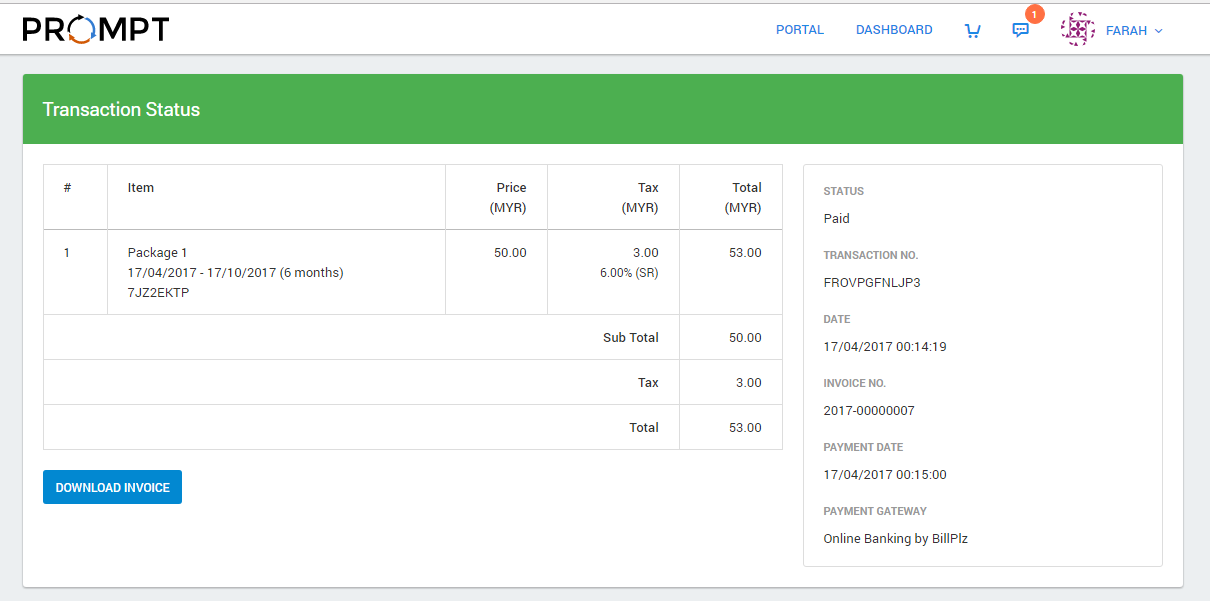 PROMPT
PORTAL DASHBOARD 1 FARAH
Transaction Status
# Item Price (MYR) Tax (MYR) Total (MYR)
1 Package 1 50.00 3.00 53.00
17/04/2017 - 17/10/2017 (6 months) 6.00% (SR)
7JZ2EKTP
Sub Total 50.00
Tax 3.00
Total 53.00
DOWNLOAD INVOICE
STATUS
Paid
TRANSACTION NO.
FROVPGFNLJP3
DATE
17/04/2017 00:14:19
INVOICE NO.
2017-00000007
PAYMENT DATE
17/04/2017 00:15:00
PAYMENT GATEWAY
Online Banking by BillPlz